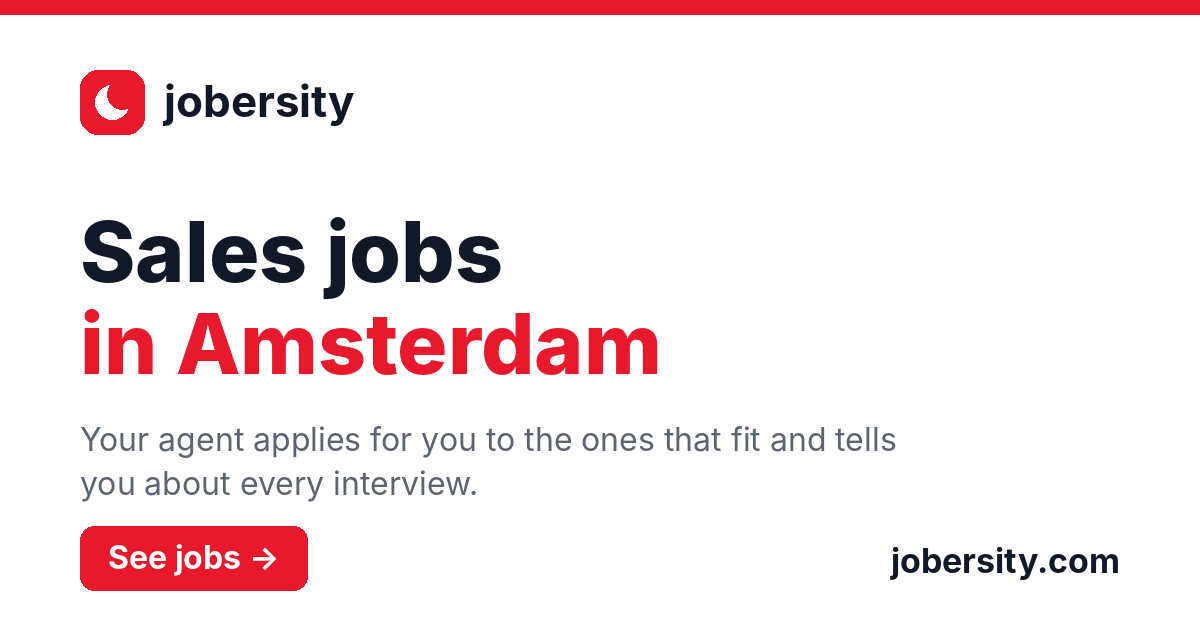 jobersity
Sales jobs
in Amsterdam
Your agent applies for you to the ones that fit and tells
you about every interview.
See jobs →
jobersity.com